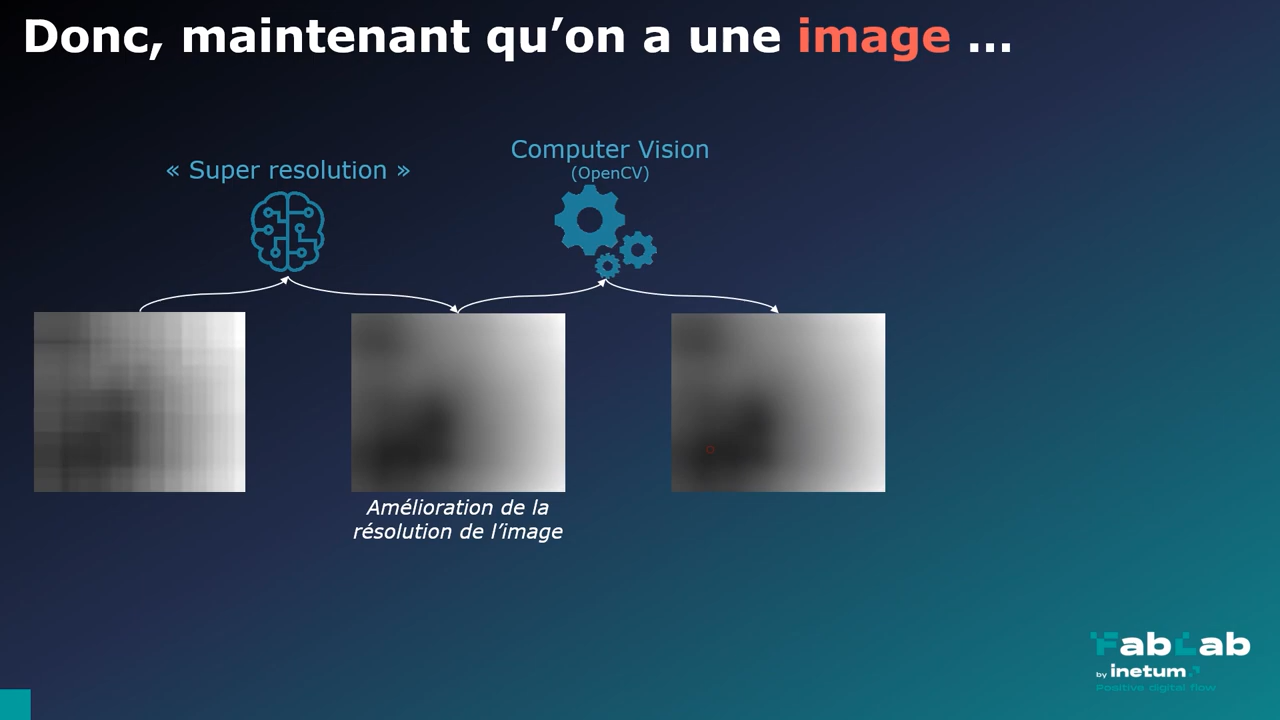 Donc, maintenant qu’on a une image ...
« Super resolution »
Computer Vision
(OpenCV)
Amélioration de la
résolution de l’image
FabLab
by inetum
Positive digital flow